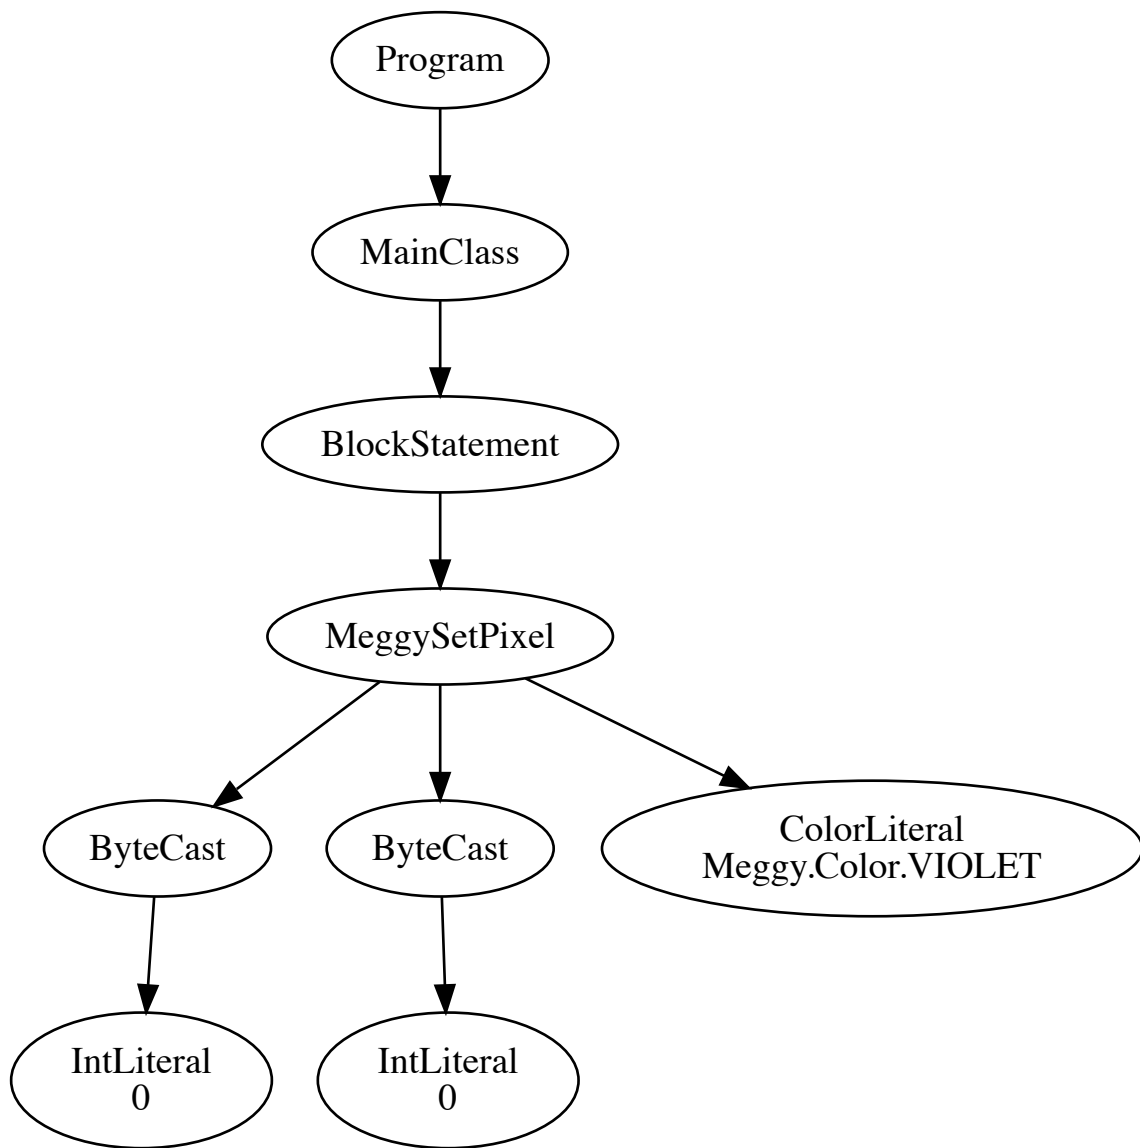 Program
MainClass
BlockStatement
MeggySetPixel
ByteCast
ByteCast
ColorLiteral
Meggy.Color.VIOLET
IntLiteral
0
IntLiteral
0